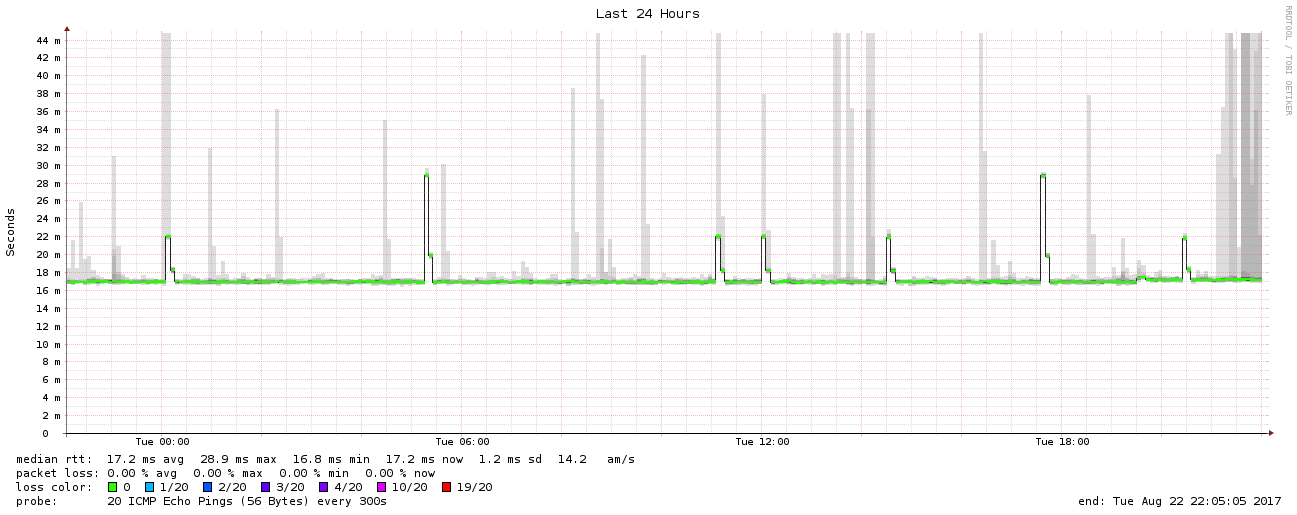 Last 24 Hours
RRDTOOL / TOBI OETIKER
Seconds
44 m
42 m
40 m
38 m
36 m
34 m
32 m
30 m
28 m
26 m
24 m
22 m
20 m
18 m
16 m
14 m
12 m
10 m
8 m
6 m
4 m
2 m
0
Tue 00:00 Tue 06:00 Tue 12:00 Tue 18:00
median rtt: 17.2 ms avg 28.9 ms max 16.8 ms min 17.2 ms now 1.2 ms sd 14.2 am/s
packet loss: 0.00 % avg 0.00 % max 0.00 % min 0.00 % now
loss color: 0 1/20 2/20 3/20 4/20 10/20 19/20
probe: 20 ICMP Echo Pings (56 Bytes) every 300s end: Tue Aug 22 22:05:05 2017